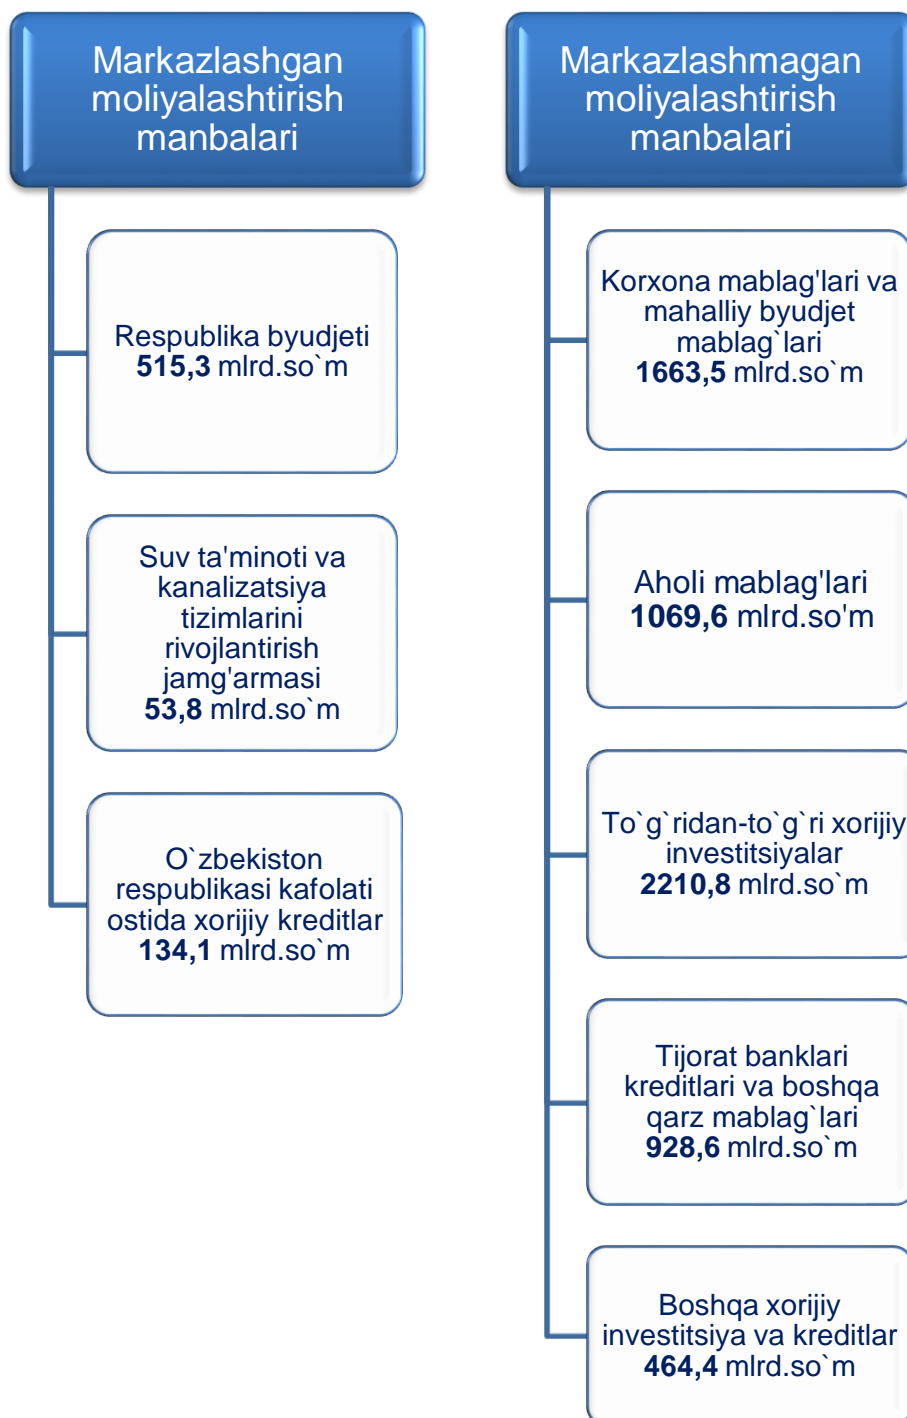 Markazlashgan
moliyalashtirish
manbalari
Respublika byudjeti
515,3 mlrd.so`m
Suv ta'minoti va
kanalizatsiya
tizimlarini
rivojlantirish
jamg'armasi
53,8 mlrd.so`m
O`zbekiston
respublikasi kafolati
ostida xorijiy kreditlar
134,1 mlrd.so`m
Markazlashmagan
moliyalashtirish
manbalari
Korxona mablag'lari va
mahalliy byudjet
mablag`lari
1663,5 mlrd.so`m
Aholi mablag'lari
1069,6 mlrd.so'm
To`g`ridan-to`g`ri xorijiy
investitsiyalar
2210,8 mlrd.so`m
Tijorat banklari
kreditlari va boshqa
qarz mablag`lari
928,6 mlrd.so`m
Boshqa xorijiy
investitsiya va kreditlar
464,4 mlrd.so`m